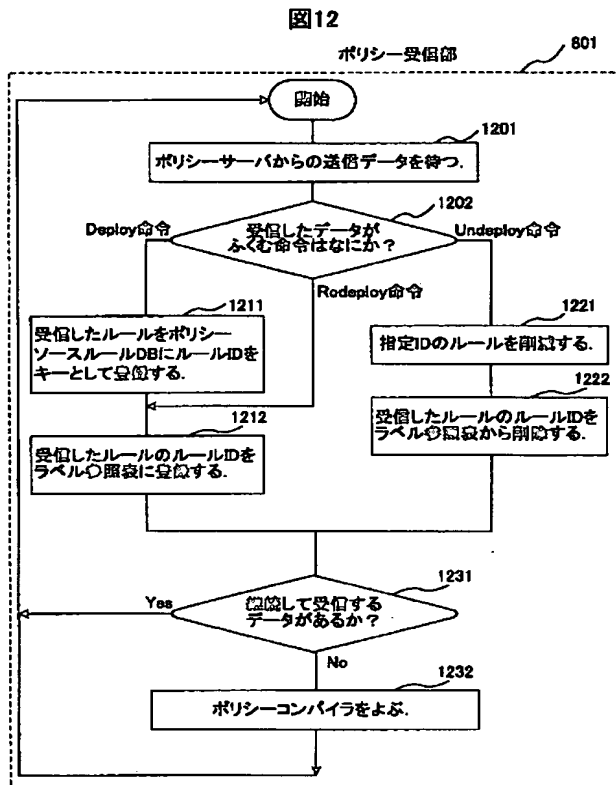 図12
ポリシー受信部
801
開始
1201
ポリシーサーバからの送信データを待つ.
1202
受信したデータが
ふくむ命令はなにか？
Deploy命令
Undeploy命令
Rodeploy命令
1211
受信したルールをポリシー
ソースルールDBにルールIDを
キーとして登録する.
1221
指定IDのルールを削減する.
1222
受信したルールのルールIDを
ラベル参照表から削除する.
1212
受信したルールのルールIDを
ラベル参照表に登録する.
1231
継続して受信する
データがあるか？
Yes
No
1232
ポリシーコンパイラをよぶ.